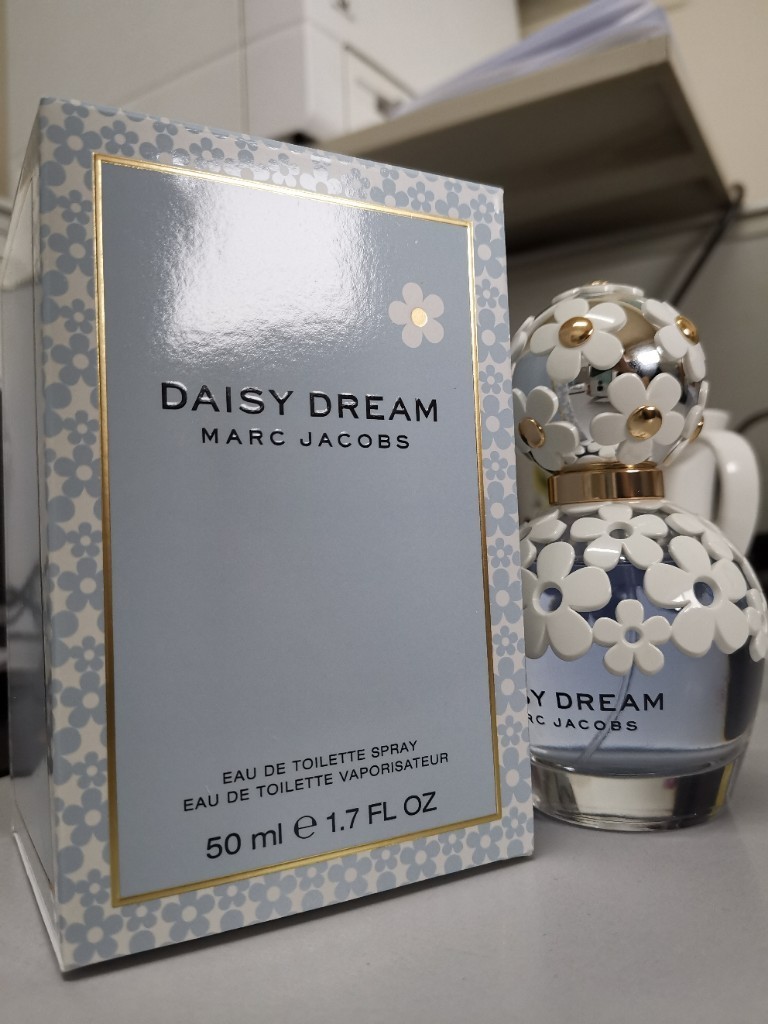 DAISY DREAM
MARC JACOBS
EAU DE TOILETTE SPRAY
EAU DE TOILETTE VAPORISATEUR
50 ml ℮ 1.7 FL OZ
SY DREAM
RC JACOBS